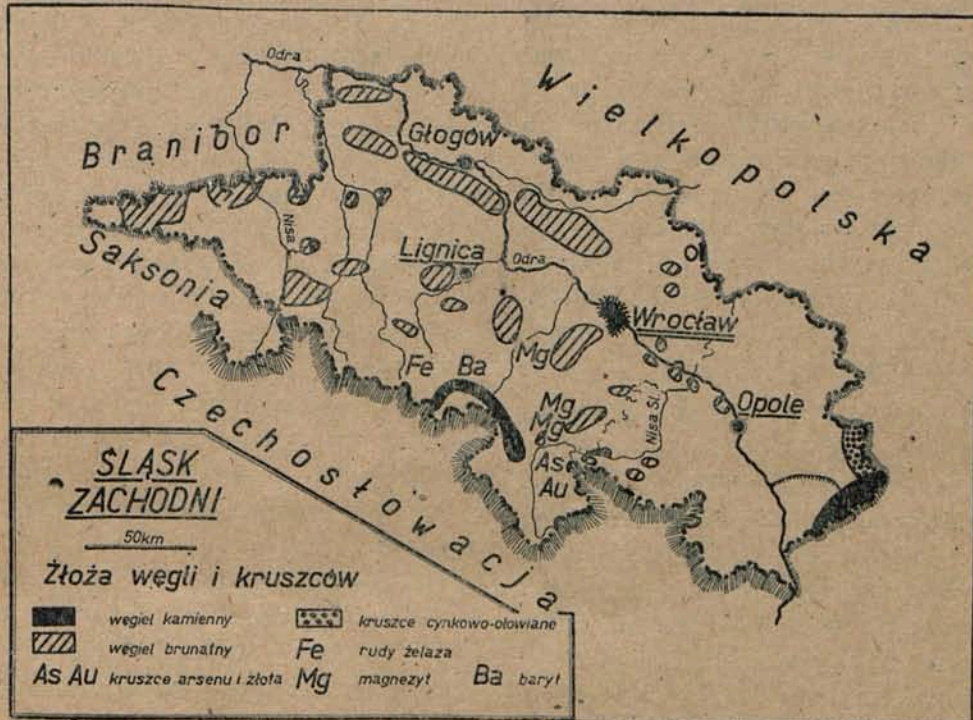 Odra
Wielkopolska
Branibor
Głogów
Nisa
Saksonia
Lignica
Odra
Wrocław
Mg
Fe
Ba
Czechosłowacja
Mg
Mg
Nisa Śl.
Opole
As
Au
ŚLĄSK
ZACHODNI
50km
Złoża węgli i kruszców
węgiel kamienny
kruszce cynkowo-ołowiane
węgiel brunatny
Fe rudy żelaza
As Au kruszce arsenu i złota
Mg magnezyt
Ba baryt